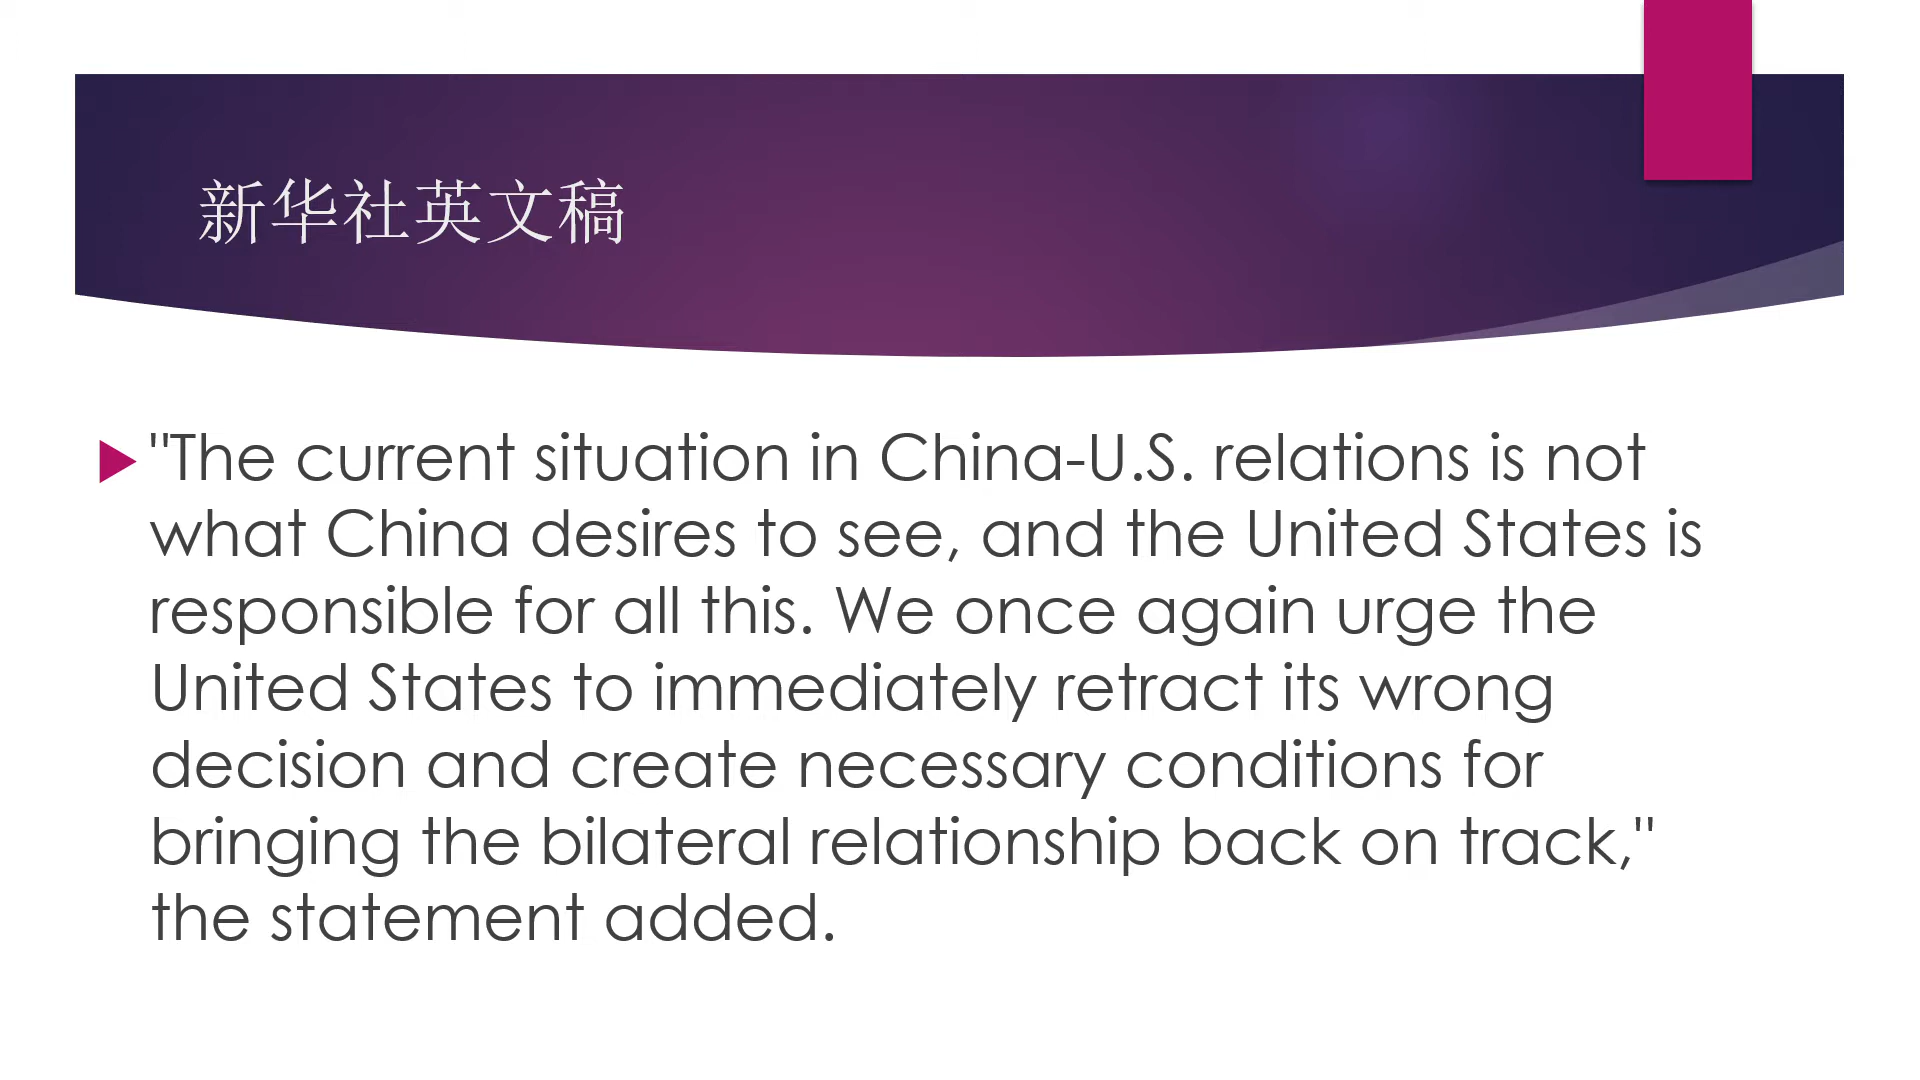 新华社英文稿
"The current situation in China-U.S. relations is not
what China desires to see, and the United States is
responsible for all this. We once again urge the
United States to immediately retract its wrong
decision and create necessary conditions for
bringing the bilateral relationship back on track,"
the statement added.